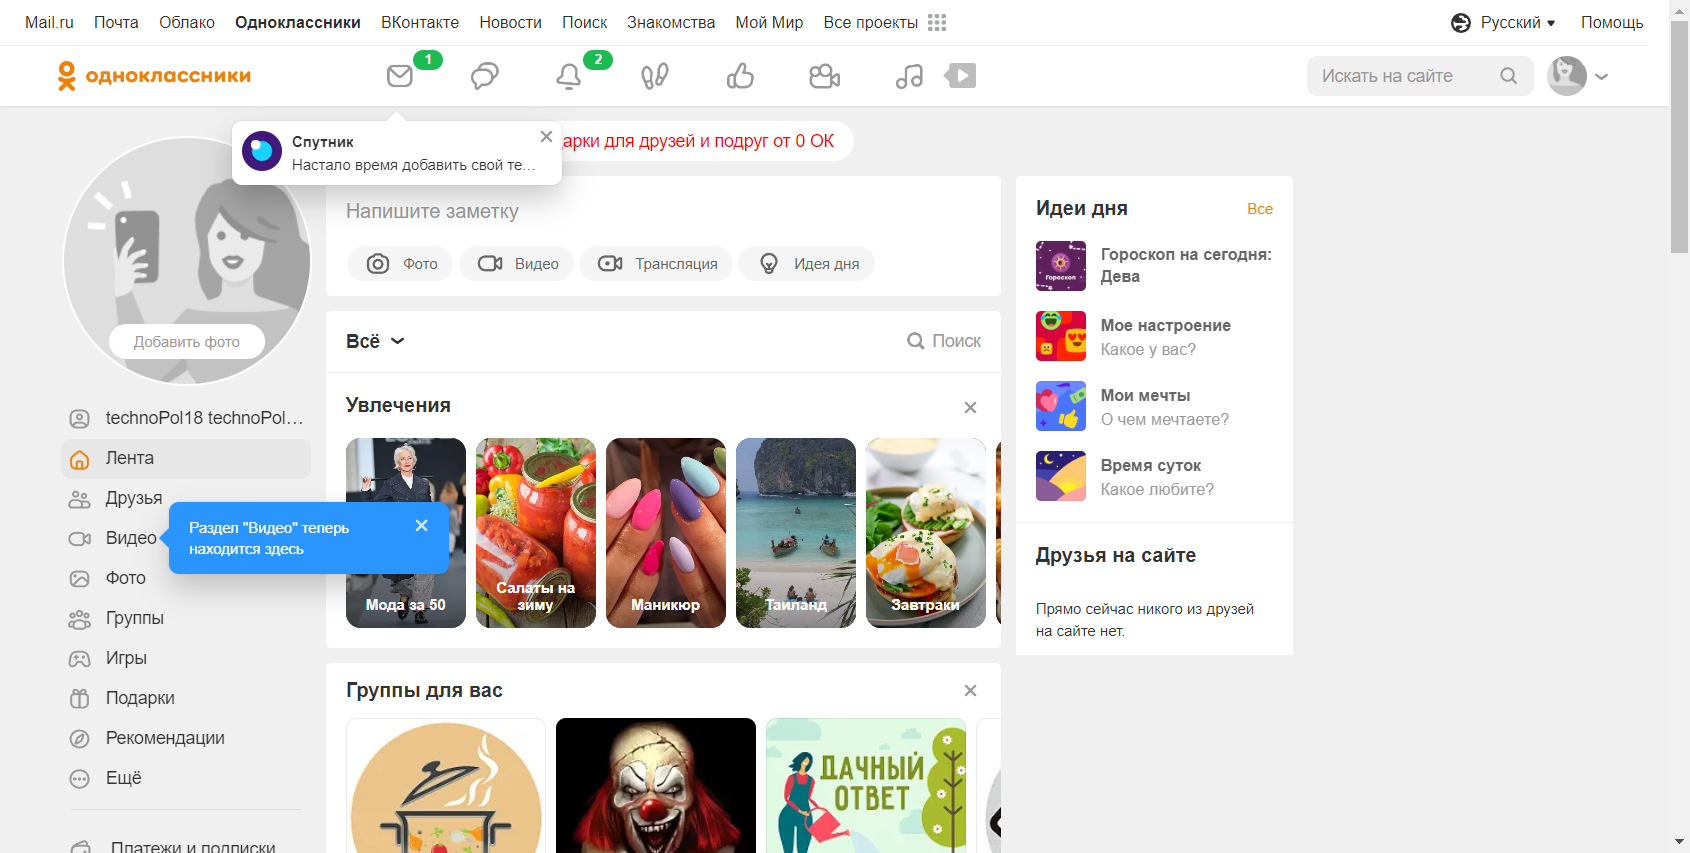 Mail.ru Почта Облако Одноклассники ВКонтакте Новости Поиск Знакомства Мой Мир Все проекты Русский Помощь
одноклассники 1 2 Искать на сайте
Спутник
Настало время добавить свой те...
арки для друзей и подруг от 0 ОК
Добавить фото
technoPol18 technoPol...
Лента
Друзья
Видео
Фото
Группы
Игры
Подарки
Рекомендации
Ещё
Платежи и подписки
Раздел "Видео" теперь
находится здесь
Напишите заметку
Фото Видео Трансляция Идея дня
Всё Поиск
Увлечения
Мода за 50
Салаты на
зиму
Маникюр
Таиланд
Завтраки
Группы для вас
ДАЧНЫЙ
ОТВЕТ
Идеи дня Все
Гороскоп
Гороскоп на сегодня:
Дева
Мое настроение
Какое у вас?
Мои мечты
О чем мечтаете?
Время суток
Какое любите?
Друзья на сайте
Прямо сейчас никого из друзей
на сайте нет.